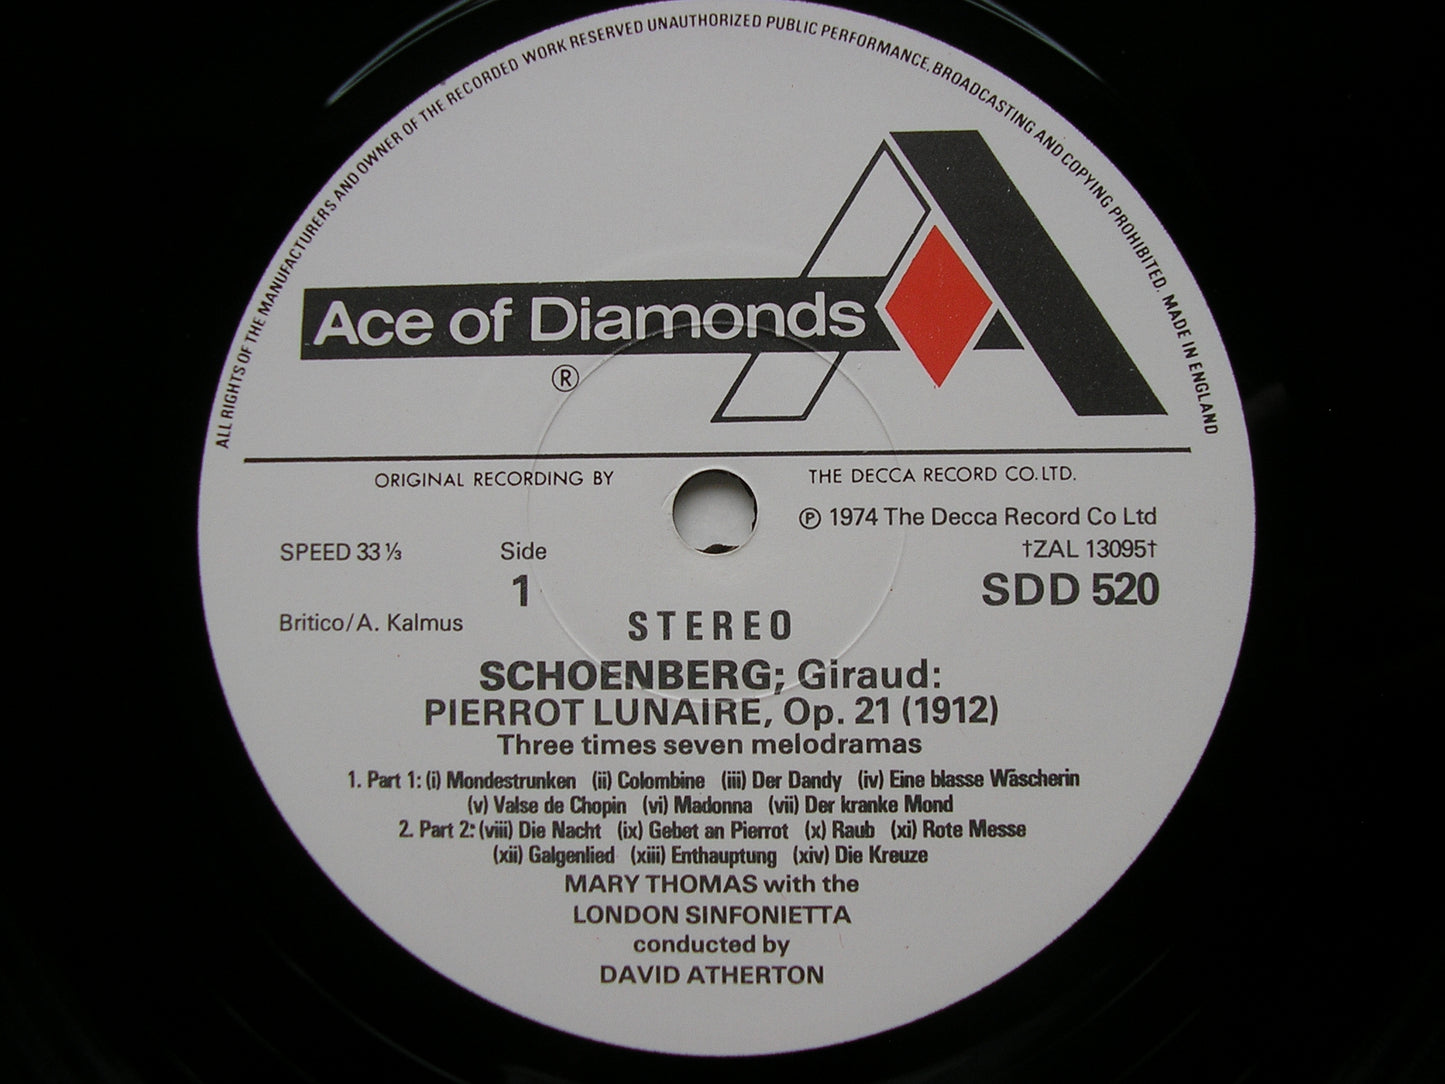 ALL RIGHTS OF THE MANUFACTURERS AND OWNER OF THE RECORDED WORK RESERVED UNAUTHORIZED PUBLIC PERFORMANCE, BROADCASTING AND COPYING PROHIBITED. MADE IN ENGLAND
Ace of Diamonds
®
ORIGINAL RECORDING BY THE DECCA RECORD CO. LTD.
℗ 1974 The Decca Record Co Ltd
SPEED 33⅓ Side †ZAL 13095†
1 SDD 520
Britico/A. Kalmus STEREO
SCHOENBERG; Giraud:
PIERROT LUNAIRE, Op. 21 (1912)
Three times seven melodramas
1. Part 1: (i) Mondestrunken (ii) Colombine (iii) Der Dandy (iv) Eine blasse Wäscherin
(v) Valse de Chopin (vi) Madonna (vii) Der kranke Mond
2. Part 2: (viii) Die Nacht (ix) Gebet an Pierrot (x) Raub (xi) Rote Messe
(xii) Galgenlied (xiii) Enthauptung (xiv) Die Kreuze
MARY THOMAS with the
LONDON SINFONIETTA
conducted by
DAVID ATHERTON